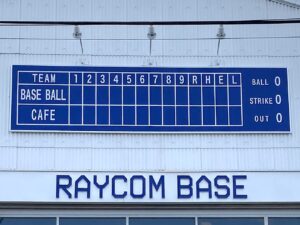 TEAM 1 2 3 4 5 6 7 8 9 R H E L BALL 0
BASE BALL STRIKE 0
CAFE OUT 0
RAYCOM BASE